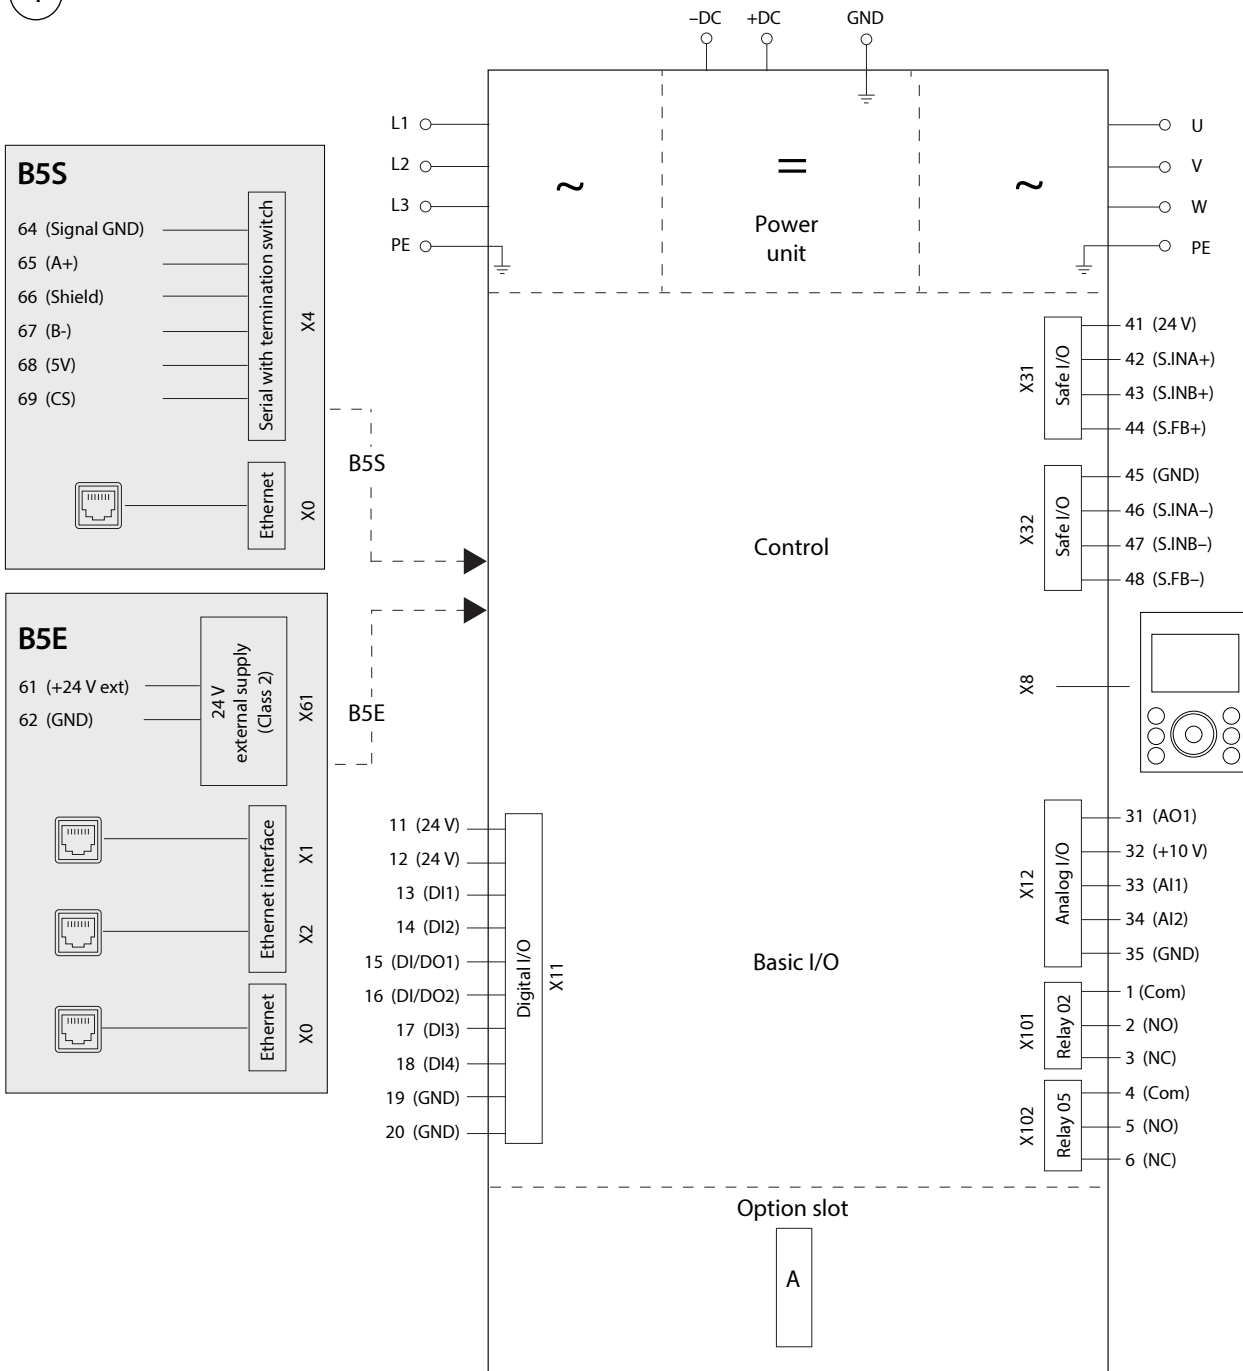 –DC +DC GND
L1
L2
L3
PE
~
=
~
Power
unit
U
V
W
PE
B5S
64 (Signal GND)
65 (A+)
66 (Shield)
67 (B-)
68 (5V)
69 (CS)
Serial with termination switch
X4
Ethernet
X0
B5S
B5E
61 (+24 V ext)
62 (GND)
24 V
external supply
(Class 2)
X61
Ethernet interface
X1
X2
Ethernet
X0
B5E
Control
41 (24 V)
42 (S.INA+)
43 (S.INB+)
44 (S.FB+)
Safe I/O
X31
45 (GND)
46 (S.INA–)
47 (S.INB–)
48 (S.FB–)
Safe I/O
X32
X8
11 (24 V)
12 (24 V)
13 (DI1)
14 (DI2)
15 (DI/DO1)
16 (DI/DO2)
17 (DI3)
18 (DI4)
19 (GND)
20 (GND)
Digital I/O
X11
Basic I/O
31 (AO1)
32 (+10 V)
33 (AI1)
34 (AI2)
35 (GND)
Analog I/O
X12
1 (Com)
2 (NO)
3 (NC)
Relay 02
X101
4 (Com)
5 (NO)
6 (NC)
Relay 05
X102
Option slot
A